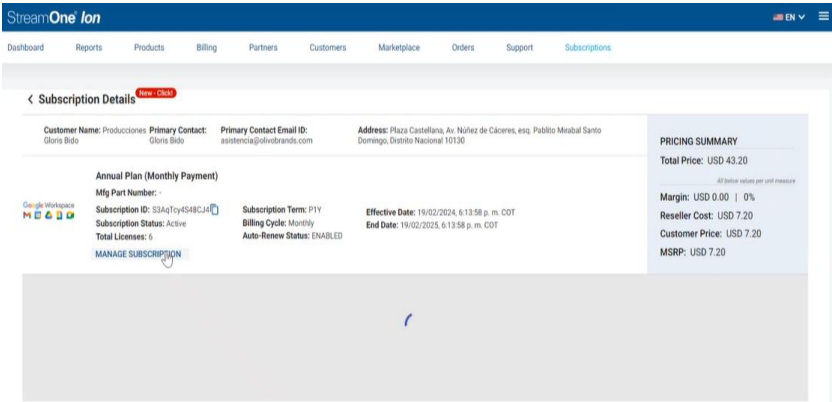 StreamOne® Ion
EN
Dashboard Reports Products Billing Partners Customers Marketplace Orders Support Subscriptions
Subscription Details New - Click!
Customer Name: Producciones Gloris Bido
Primary Contact: Gloris Bido
Primary Contact Email ID: asistencia@olivobrands.com
Address: Plaza Castellana, Av. Núñez de Cáceres, esq. Pablito Mirabal Santo
Domingo, Distrito Nacional 10130
Google Workspace
Annual Plan (Monthly Payment)
Mfg Part Number: -
Subscription ID: S3AqTcy4S48CJ4
Subscription Status: Active
Total Licenses: 6
MANAGE SUBSCRIPTION
Subscription Term: P1Y
Billing Cycle: Monthly
Auto-Renew Status: ENABLED
Effective Date: 19/02/2024, 6:13:58 p. m. COT
End Date: 19/02/2025, 6:13:58 p. m. COT
PRICING SUMMARY
Total Price: USD 43.20
All below values per unit measure
Margin: USD 0.00 | 0%
Reseller Cost: USD 7.20
Customer Price: USD 7.20
MSRP: USD 7.20